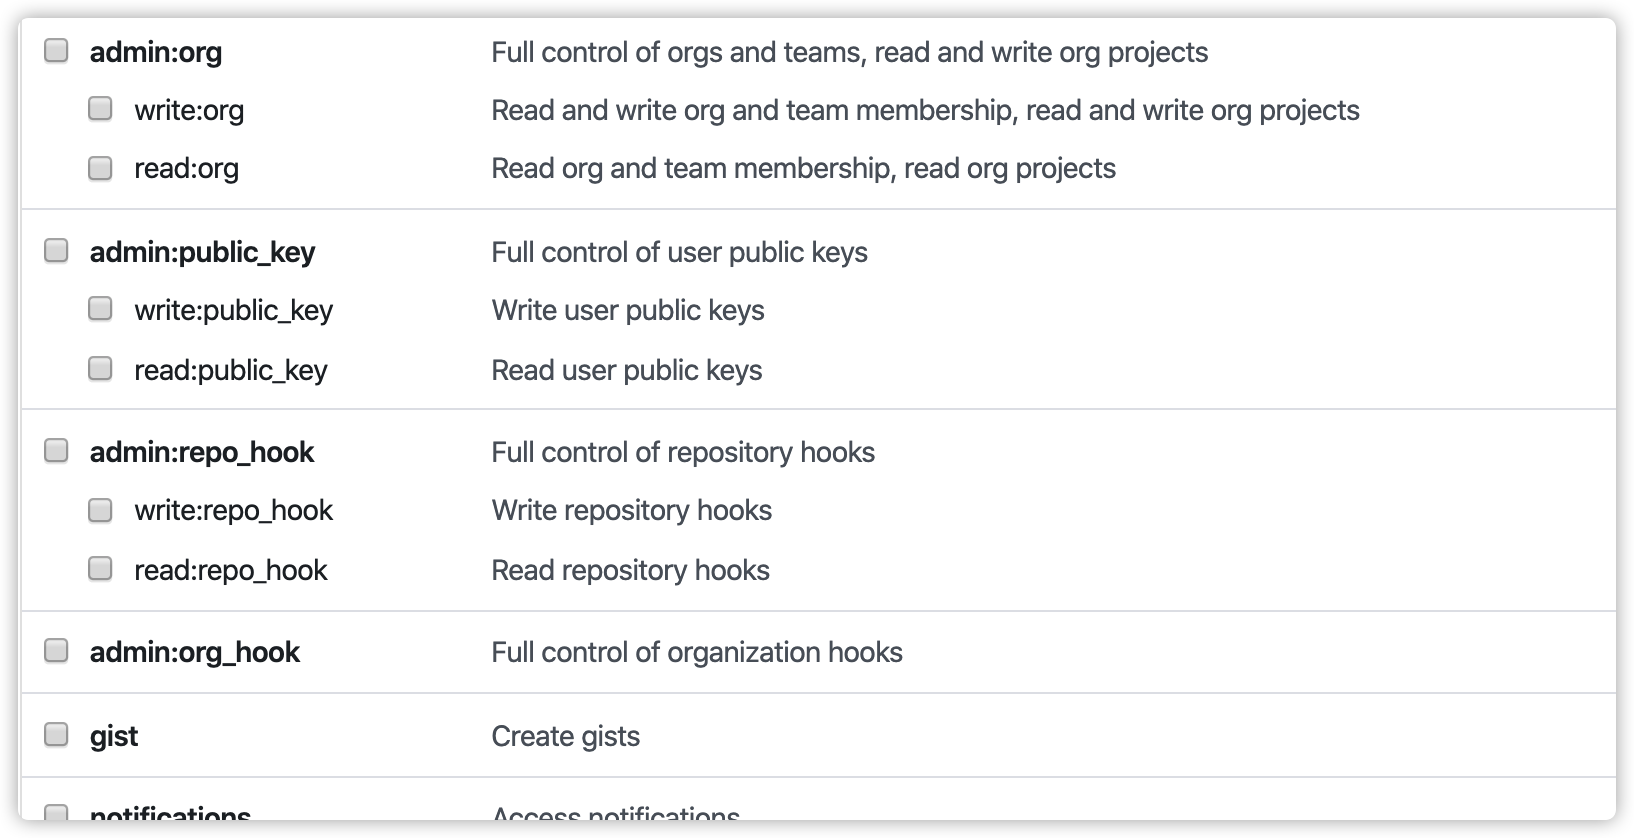 admin:org Full control of orgs and teams, read and write org projects
write:org Read and write org and team membership, read and write org projects
read:org Read org and team membership, read org projects
admin:public_key Full control of user public keys
write:public_key Write user public keys
read:public_key Read user public keys
admin:repo_hook Full control of repository hooks
write:repo_hook Write repository hooks
read:repo_hook Read repository hooks
admin:org_hook Full control of organization hooks
gist Create gists
notifications Access notifications